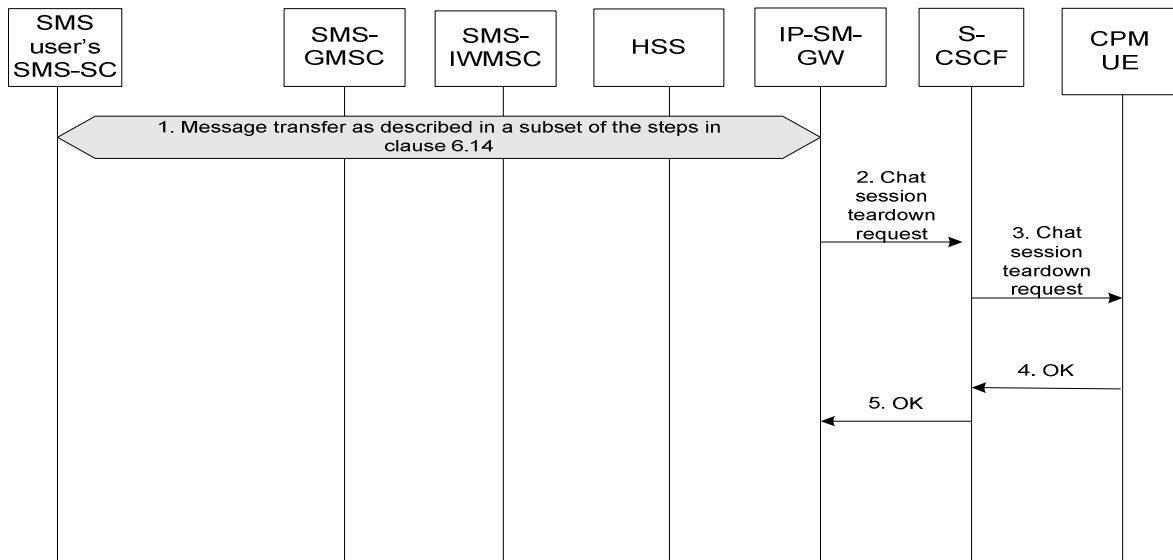 SMS
user's
SMS-SC
SMS-
GMSC
SMS-
IWMSC
HSS
IP-SM-
GW
S-
CSCF
CPM
UE
1. Message transfer as described in a subset of the steps in
clause 6.14
2. Chat
session
teardown
request
3. Chat
session
teardown
request
4. OK
5. OK